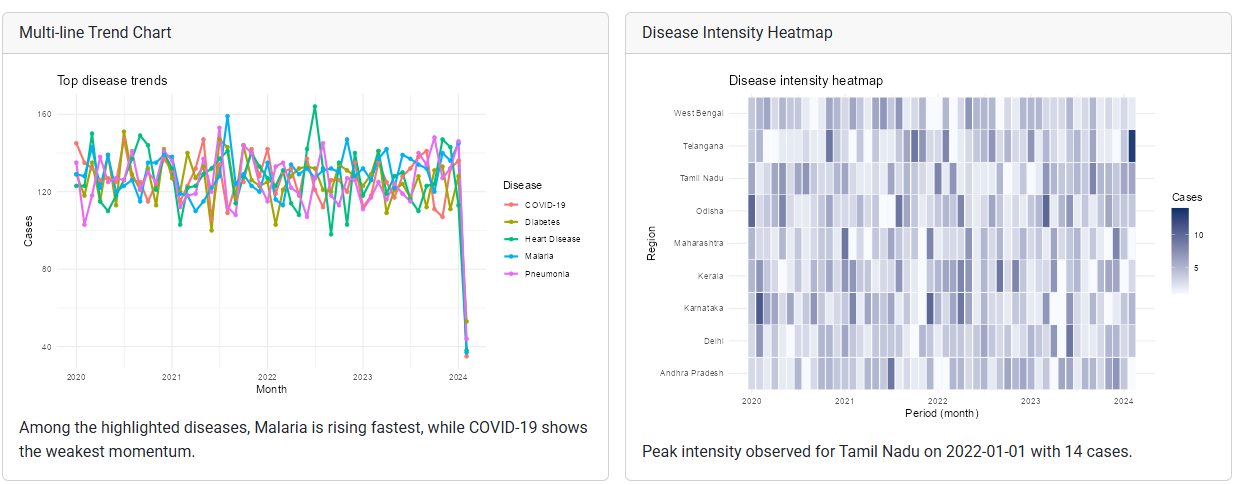 Multi-line Trend Chart
Top disease trends
160
120
80
40
Cases
2020
2021
2022
2023
2024
Month
Disease
COVID-19
Diabetes
Heart Disease
Malaria
Pneumonia
Among the highlighted diseases, Malaria is rising fastest, while COVID-19 shows
the weakest momentum.
Disease Intensity Heatmap
Disease intensity heatmap
West Bengal
Telangana
Tamil Nadu
Odisha
Maharashtra
Kerala
Karnataka
Delhi
Andhra Pradesh
Region
2020
2021
2022
2023
2024
Period (month)
Cases
10
5
Peak intensity observed for Tamil Nadu on 2022-01-01 with 14 cases.